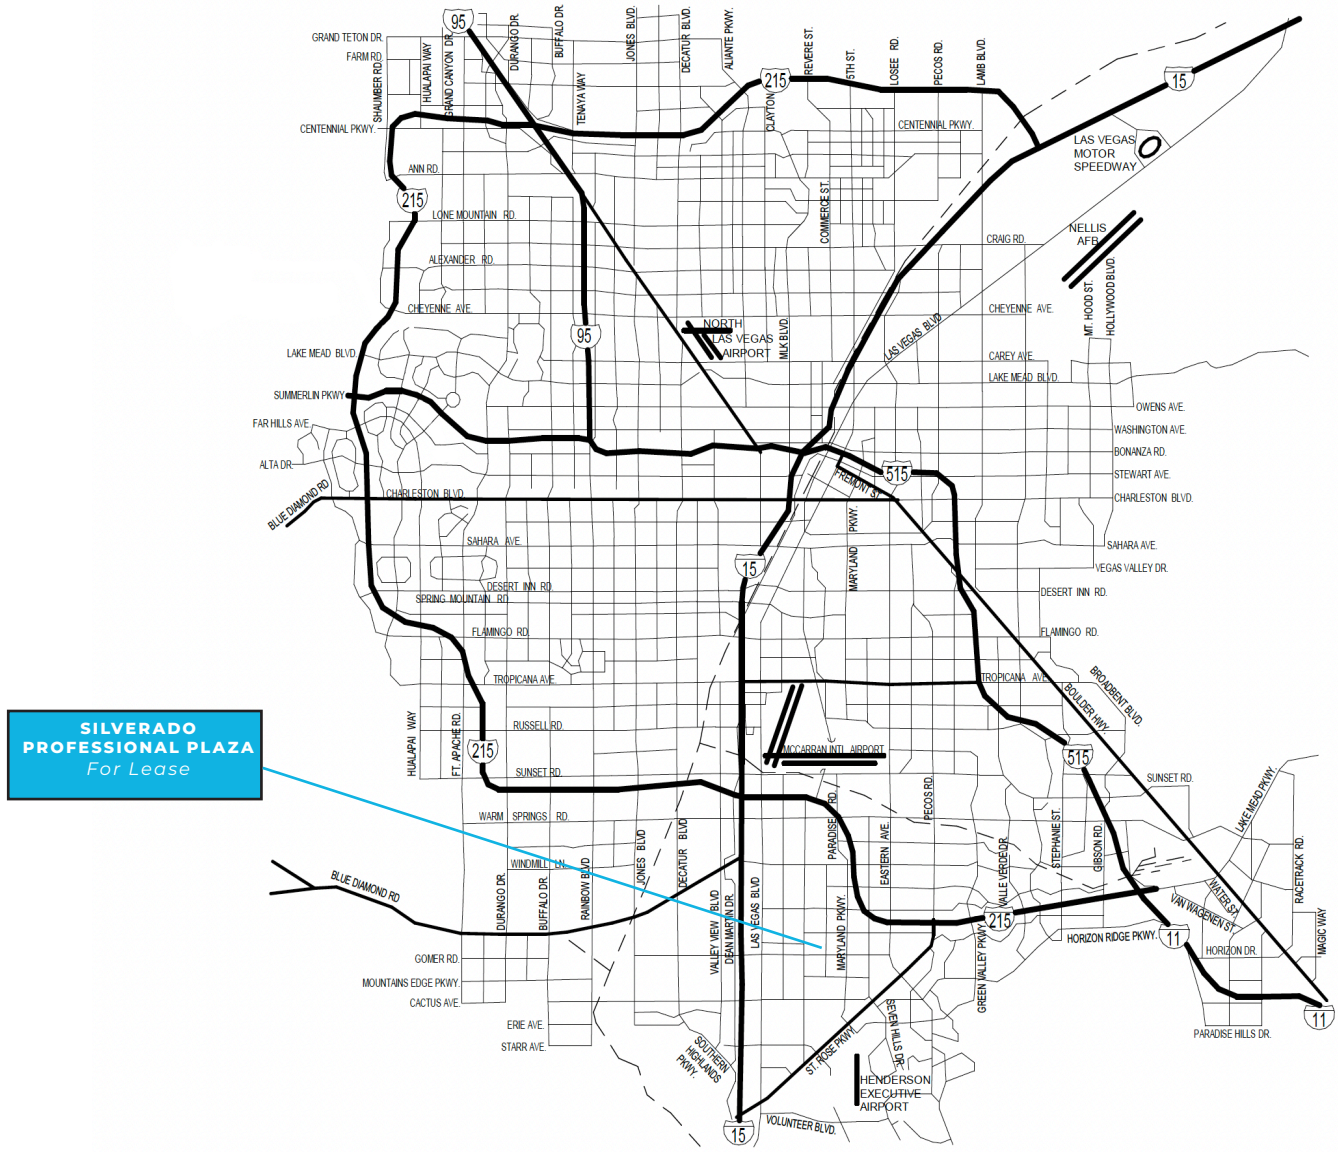 95
GRAND TETON DR.
FARM RD.
SHAUMBER RD.
HUALAPAI WAY
GRAND CANYON DR.
DURANGO DR.
BUFFALO DR.
TENAYA WAY
JONES BLVD.
DECATUR BLVD.
ALIANTE PKWY.
215
CLAYTON
REVERE ST.
5TH ST.
LOSEE RD.
PECOS RD.
LAMB BLVD.
15
CENTENNIAL PKWY.
CENTENNIAL PKWY.
LAS VEGAS
MOTOR
SPEEDWAY
ANN RD.
215
LONE MOUNTAIN RD.
COMMERCE ST.
CRAIG RD.
NELLIS
AFB
ALEXANDER RD.
MT. HOOD ST.
HOLLYWOOD BLVD.
CHEYENNE AVE.
CHEYENNE AVE.
95
NORTH
LAS VEGAS
AIRPORT
MLK BLVD.
LAS VEGAS BLVD
LAKE MEAD BLVD.
CAREY AVE.
LAKE MEAD BLVD.
SUMMERLIN PKWY
OWENS AVE.
FAR HILLS AVE.
WASHINGTON AVE.
BONANZA RD.
ALTA DR.
515
STEWART AVE.
FREMONT ST.
BLUE DIAMOND RD
CHARLESTON BLVD.
CHARLESTON BLVD.
MARYLAND PKWY.
SAHARA AVE.
SAHARA AVE.
15
VEGAS VALLEY DR.
DESERT INN RD.
DESERT INN RD.
SPRING MOUNTAIN RD.
FLAMINGO RD.
FLAMINGO RD.
TROPICANA AVE.
TROPICANA AVE.
BROADBENT BLVD.
BOULDER HWY.
SILVERADO
PROFESSIONAL PLAZA
For Lease
HUALAPAI WAY
FT. APACHE RD.
RUSSELL RD.
215
MCCARRAN INTL AIRPORT
515
SUNSET RD.
SUNSET RD.
LAKE MEAD PKWY.
WARM SPRINGS RD.
PARADISE RD.
PECOS RD.
EASTERN AVE.
VALLE VERDE DR.
STEPHANIE ST.
GIBSON RD.
RACETRACK RD.
WINDMILL LN.
JONES BLVD
DECATUR BLVD.
BLUE DIAMOND RD
DURANGO DR.
BUFFALO DR.
RAINBOW BLVD
VALLEY VIEW BLVD
DEAN MARTIN DR.
LAS VEGAS BLVD
MARYLAND PKWY.
215
WATER ST.
VAN WAGENEN ST.
MAGIC WAY
HORIZON RIDGE PKWY.
11
HORIZON DR.
GOMER RD.
MOUNTAINS EDGE PKWY.
CACTUS AVE.
GREEN VALLEY PKWY
ERIE AVE.
STARR AVE.
SOUTHERN
HIGHLANDS
PKWY.
ST. ROSE PKWY
SEVEN HILLS DR.
PARADISE HILLS DR.
11
HENDERSON
EXECUTIVE
AIRPORT
VOLUNTEER BLVD.
15